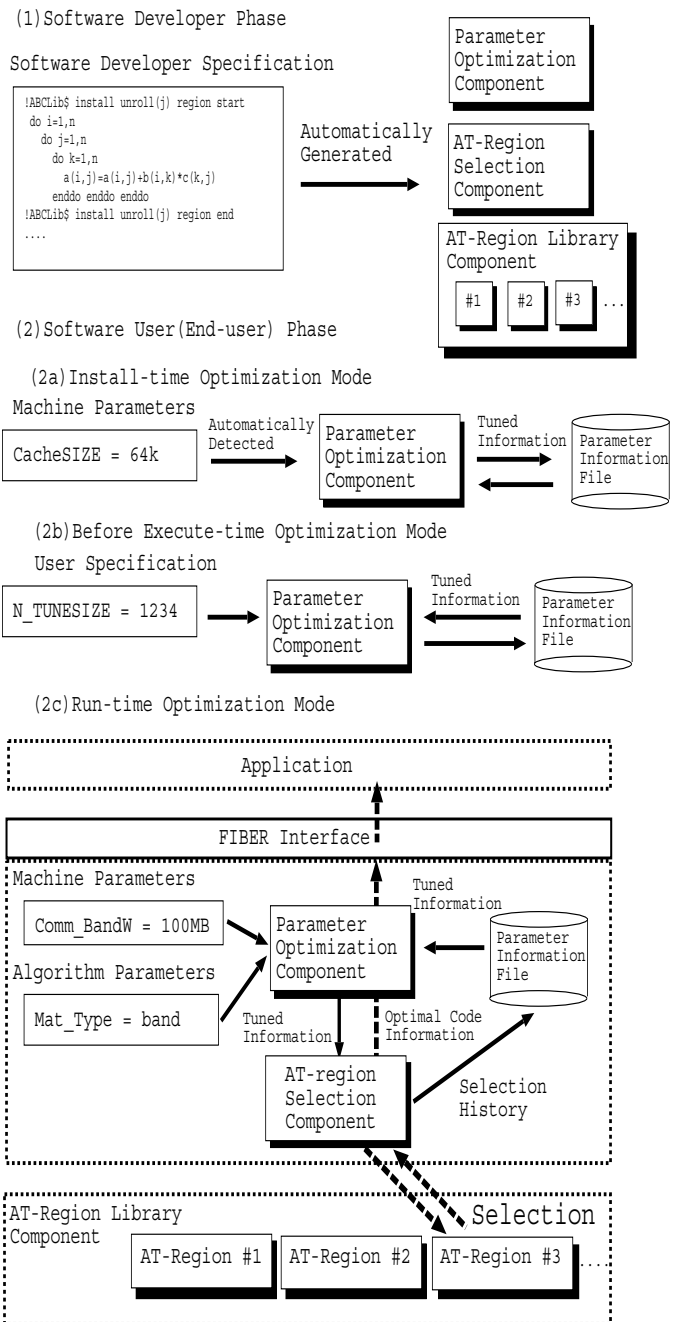 (1)Software Developer Phase
Software Developer Specification
!ABCLib$ install unroll(j) region start
do i=1,n
do j=1,n
do k=1,n
a(i,j)=a(i,j)+b(i,k)*c(k,j)
enddo enddo enddo
!ABCLib$ install unroll(j) region end
....
Automatically
Generated
Parameter
Optimization
Component
AT-Region
Selection
Component
AT-Region Library
Component
#1
#2
#3
...
(2)Software User(End-user) Phase
(2a)Install-time Optimization Mode
Machine Parameters
CacheSIZE = 64k
Automatically
Detected
Parameter
Optimization
Component
Tuned
Information
Parameter
Information
File
(2b)Before Execute-time Optimization Mode
User Specification
N_TUNESIZE = 1234
Parameter
Optimization
Component
Tuned
Information
Parameter
Information
File
(2c)Run-time Optimization Mode
Application
FIBER Interface
Machine Parameters
Comm_BandW = 100MB
Algorithm Parameters
Mat_Type = band
Parameter
Optimization
Component
Tuned
Information
Parameter
Information
File
Tuned
Information
Optimal Code
Information
AT-region
Selection
Component
Selection
History
AT-Region Library
Component
Selection
AT-Region #1
AT-Region #2
AT-Region #3
....